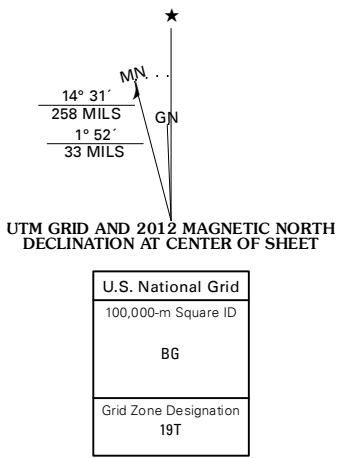 ★
MN
14° 31´
258 MILS
GN
1° 52´
33 MILS
UTM GRID AND 2012 MAGNETIC NORTH
DECLINATION AT CENTER OF SHEET
U.S. National Grid
100,000-m Square ID
BG
Grid Zone Designation
19T